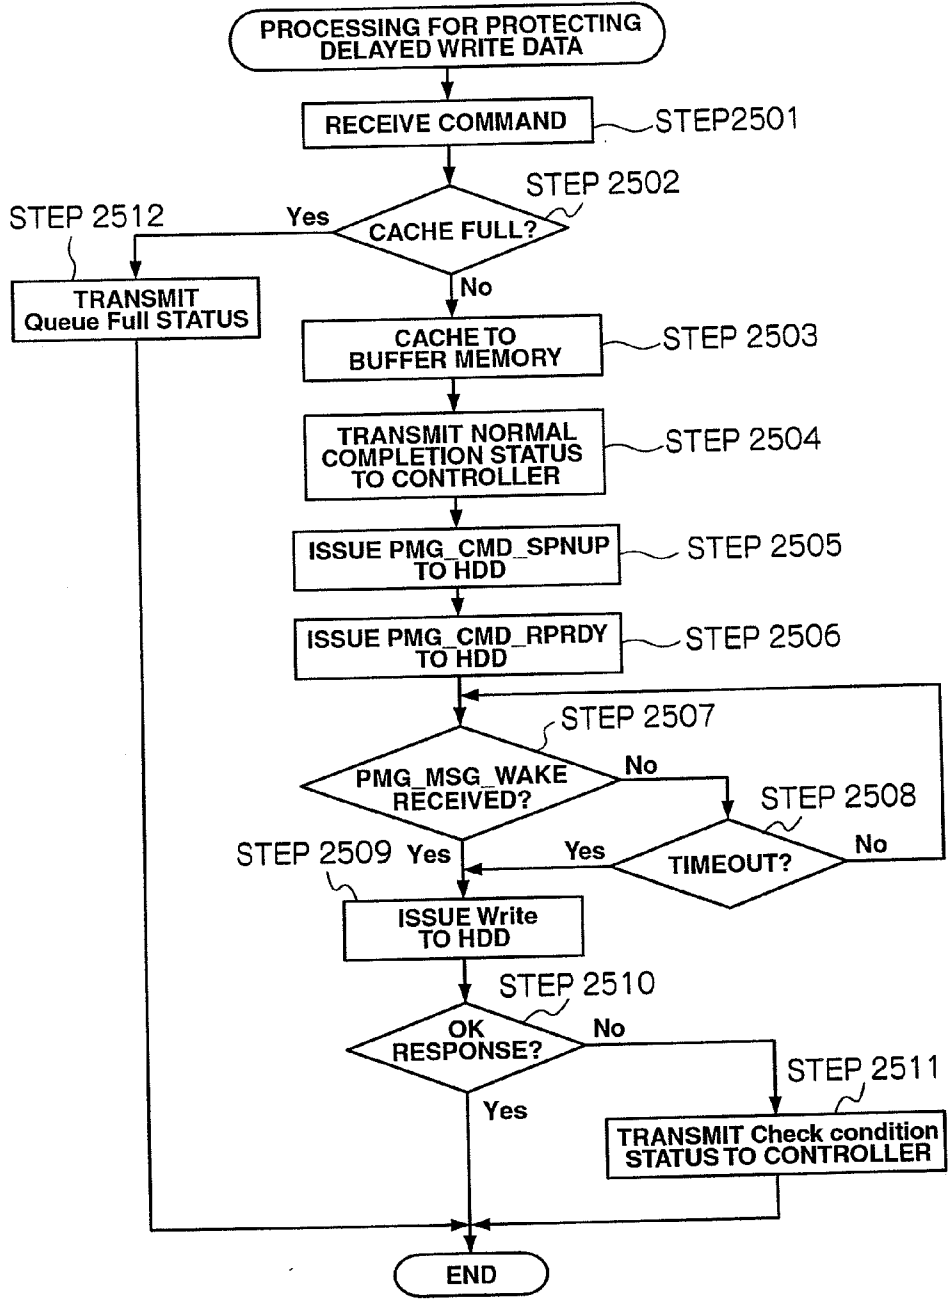 PROCESSING FOR PROTECTING
DELAYED WRITE DATA
RECEIVE COMMAND
STEP2501
STEP 2502
CACHE FULL?
Yes
No
STEP 2512
TRANSMIT
Queue Full STATUS
CACHE TO
BUFFER MEMORY
STEP 2503
TRANSMIT NORMAL
COMPLETION STATUS
TO CONTROLLER
STEP 2504
ISSUE PMG_CMD_SPNUP
TO HDD
STEP 2505
ISSUE PMG_CMD_RPRDY
TO HDD
STEP 2506
STEP 2507
PMG_MSG_WAKE
RECEIVED?
No
Yes
STEP 2508
TIMEOUT?
Yes
No
STEP 2509
ISSUE Write
TO HDD
STEP 2510
OK
RESPONSE?
No
Yes
STEP 2511
TRANSMIT Check condition
STATUS TO CONTROLLER
END